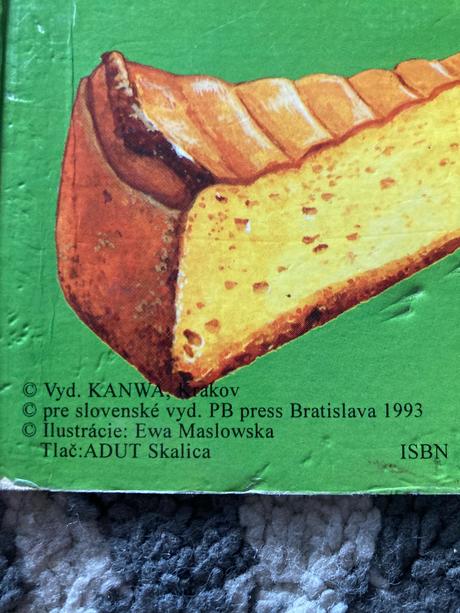 © Vyd. KANWA, Krakov
© pre slovenské vyd. PB press Bratislava 1993
© Ilustrácie: Ewa Maslowska
Tlač:ADUT Skalica
ISBN